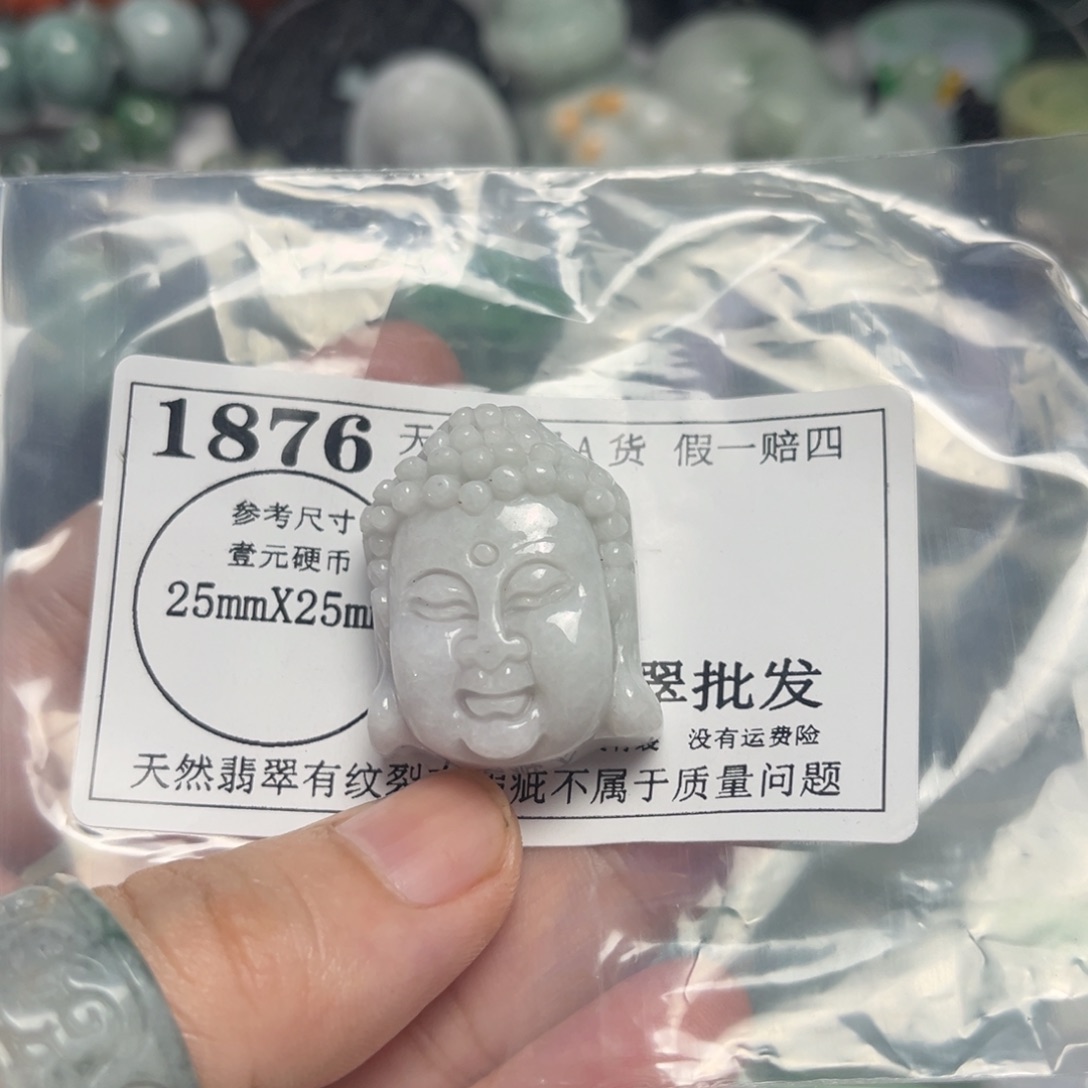 1876 天 A货 假一赔四
参考尺寸
壹元硬币
25mmX25m
翠批发
没有运费险
天然翡翠有纹裂 疵不属于质量问题